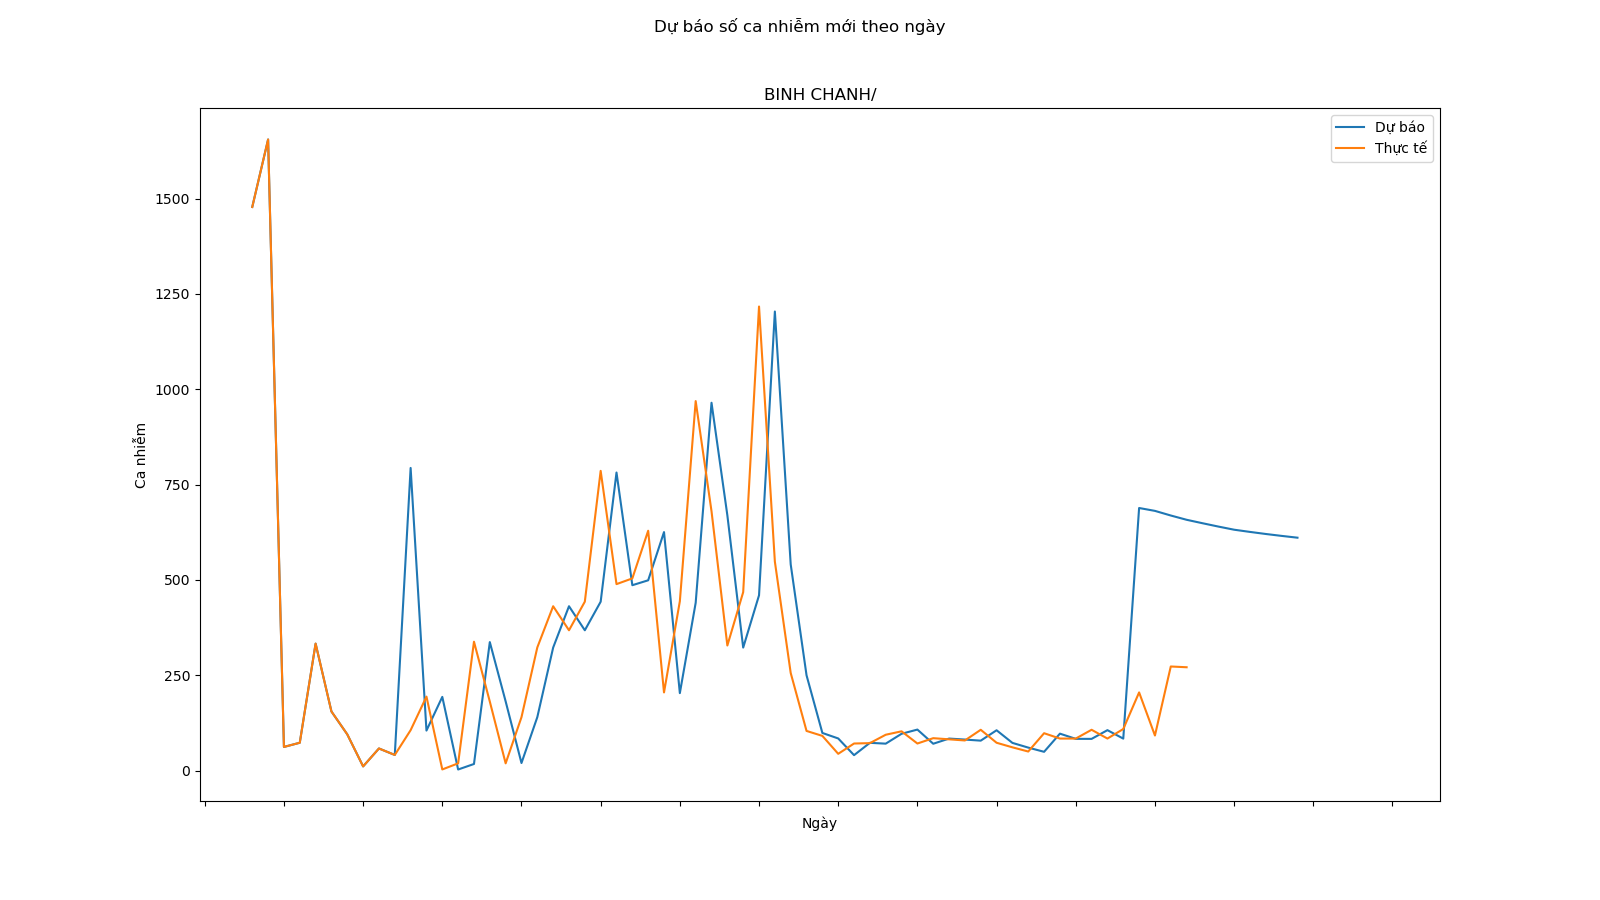 Dự báo số ca nhiễm mới theo ngày
BINH CHANH/
Dự báo
Thực tế
1500
1250
1000
750
500
250
0
Ca nhiễm
Ngày